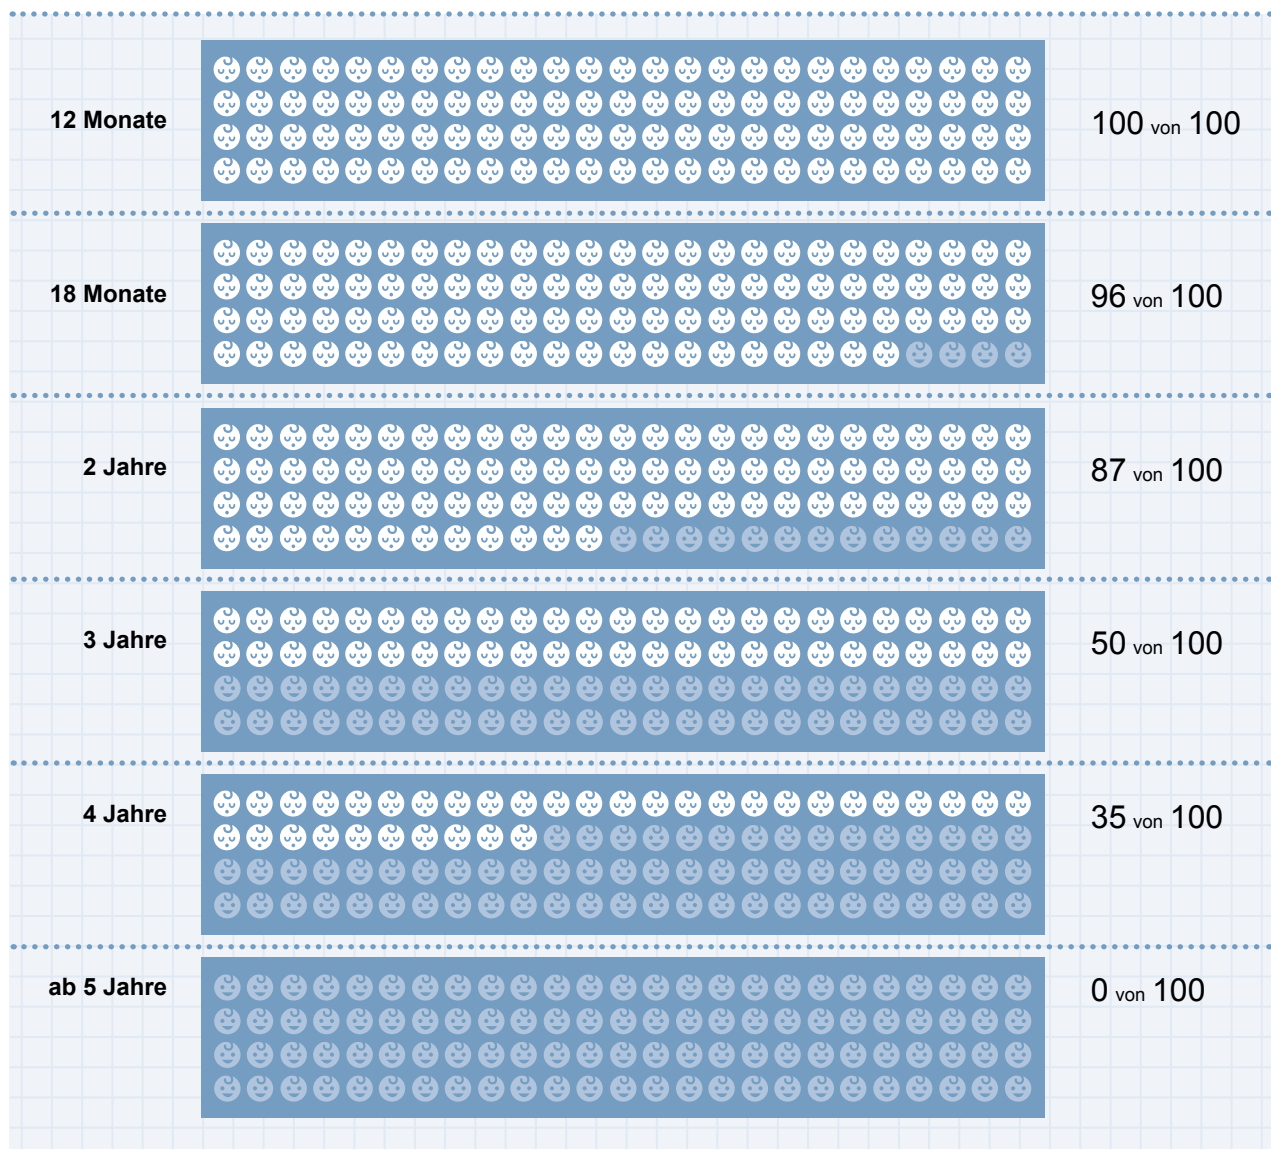 12 Monate
100 von 100
18 Monate
96 von 100
2 Jahre
87 von 100
3 Jahre
50 von 100
4 Jahre
35 von 100
ab 5 Jahre
0 von 100